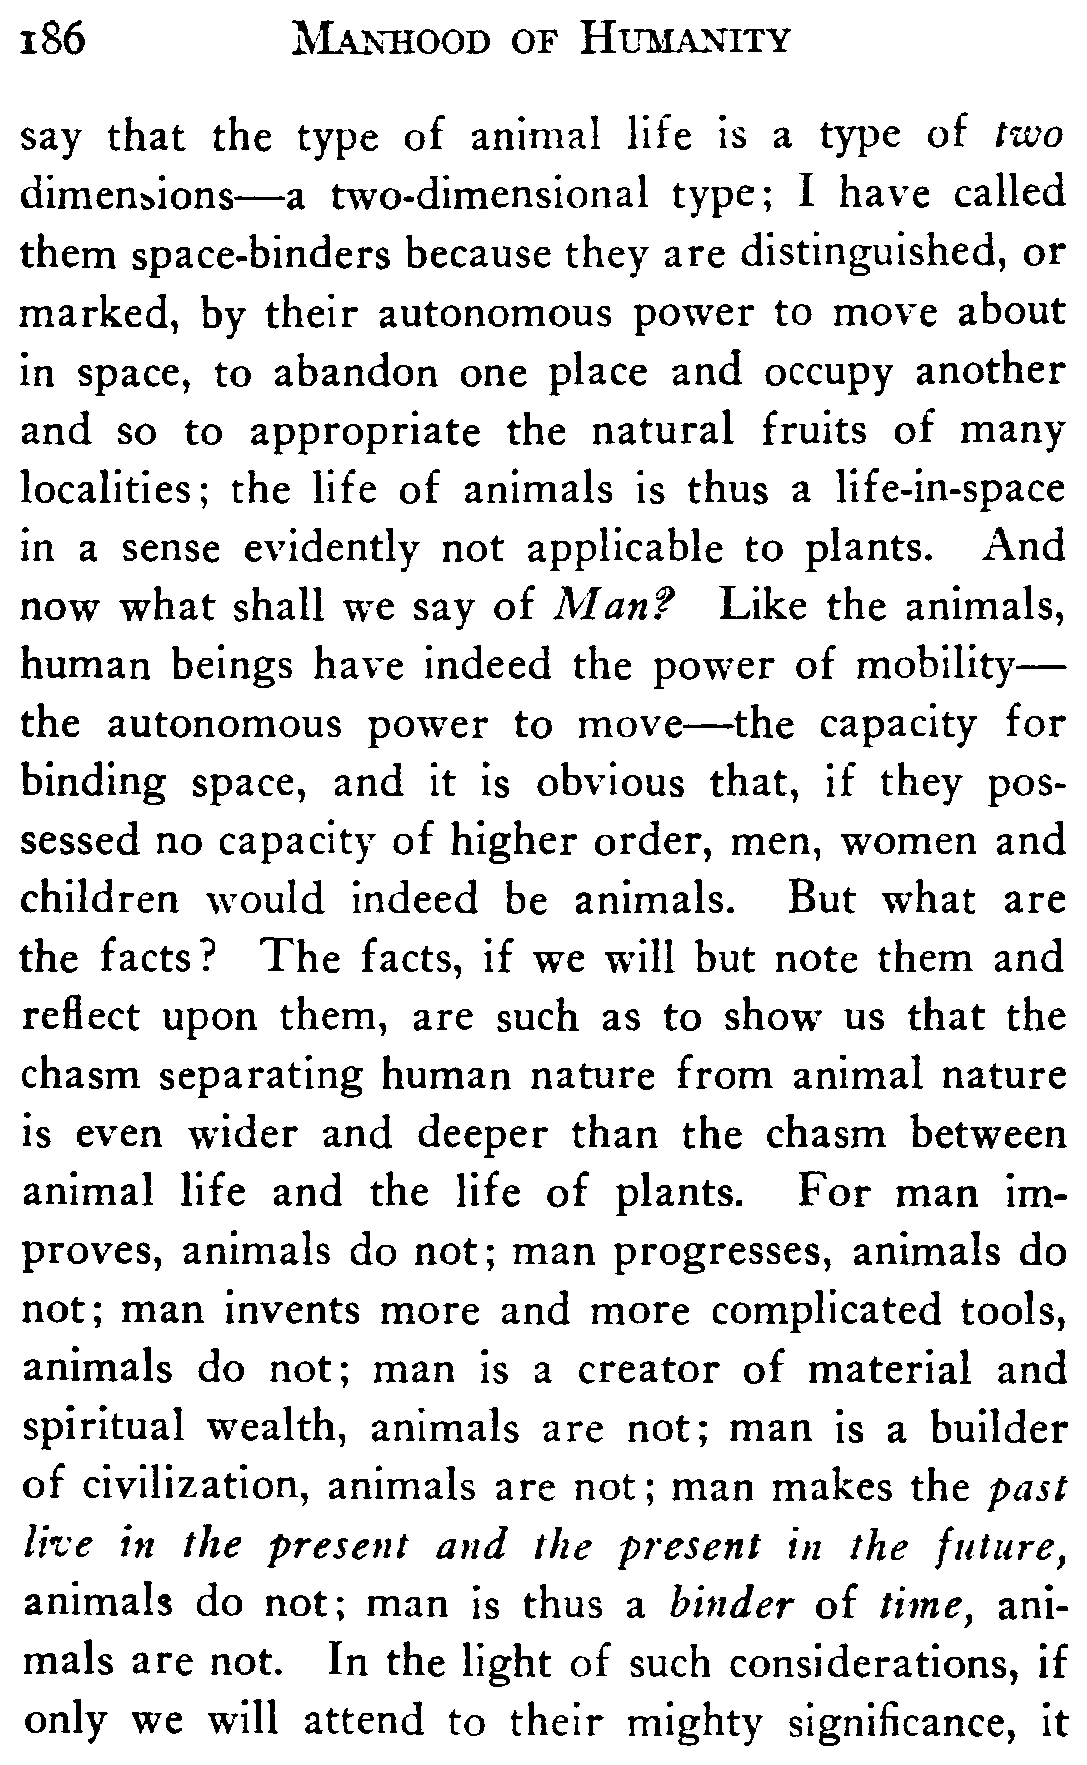 186 MANHOOD OF HUMANITY
say that the type of animal life is a type of two
dimensions—a two-dimensional type; I have called
them space-binders because they are distinguished, or
marked, by their autonomous power to move about
in space, to abandon one place and occupy another
and so to appropriate the natural fruits of many
localities; the life of animals is thus a life-in-space
in a sense evidently not applicable to plants. And
now what shall we say of Man? Like the animals,
human beings have indeed the power of mobility—
the autonomous power to move—the capacity for
binding space, and it is obvious that, if they pos-
sessed no capacity of higher order, men, women and
children would indeed be animals. But what are
the facts? The facts, if we will but note them and
reflect upon them, are such as to show us that the
chasm separating human nature from animal nature
is even wider and deeper than the chasm between
animal life and the life of plants. For man im-
proves, animals do not; man progresses, animals do
not; man invents more and more complicated tools,
animals do not; man is a creator of material and
spiritual wealth, animals are not; man is a builder
of civilization, animals are not; man makes the past
live in the present and the present in the future,
animals do not; man is thus a binder of time, ani-
mals are not. In the light of such considerations, if
only we will attend to their mighty significance, it